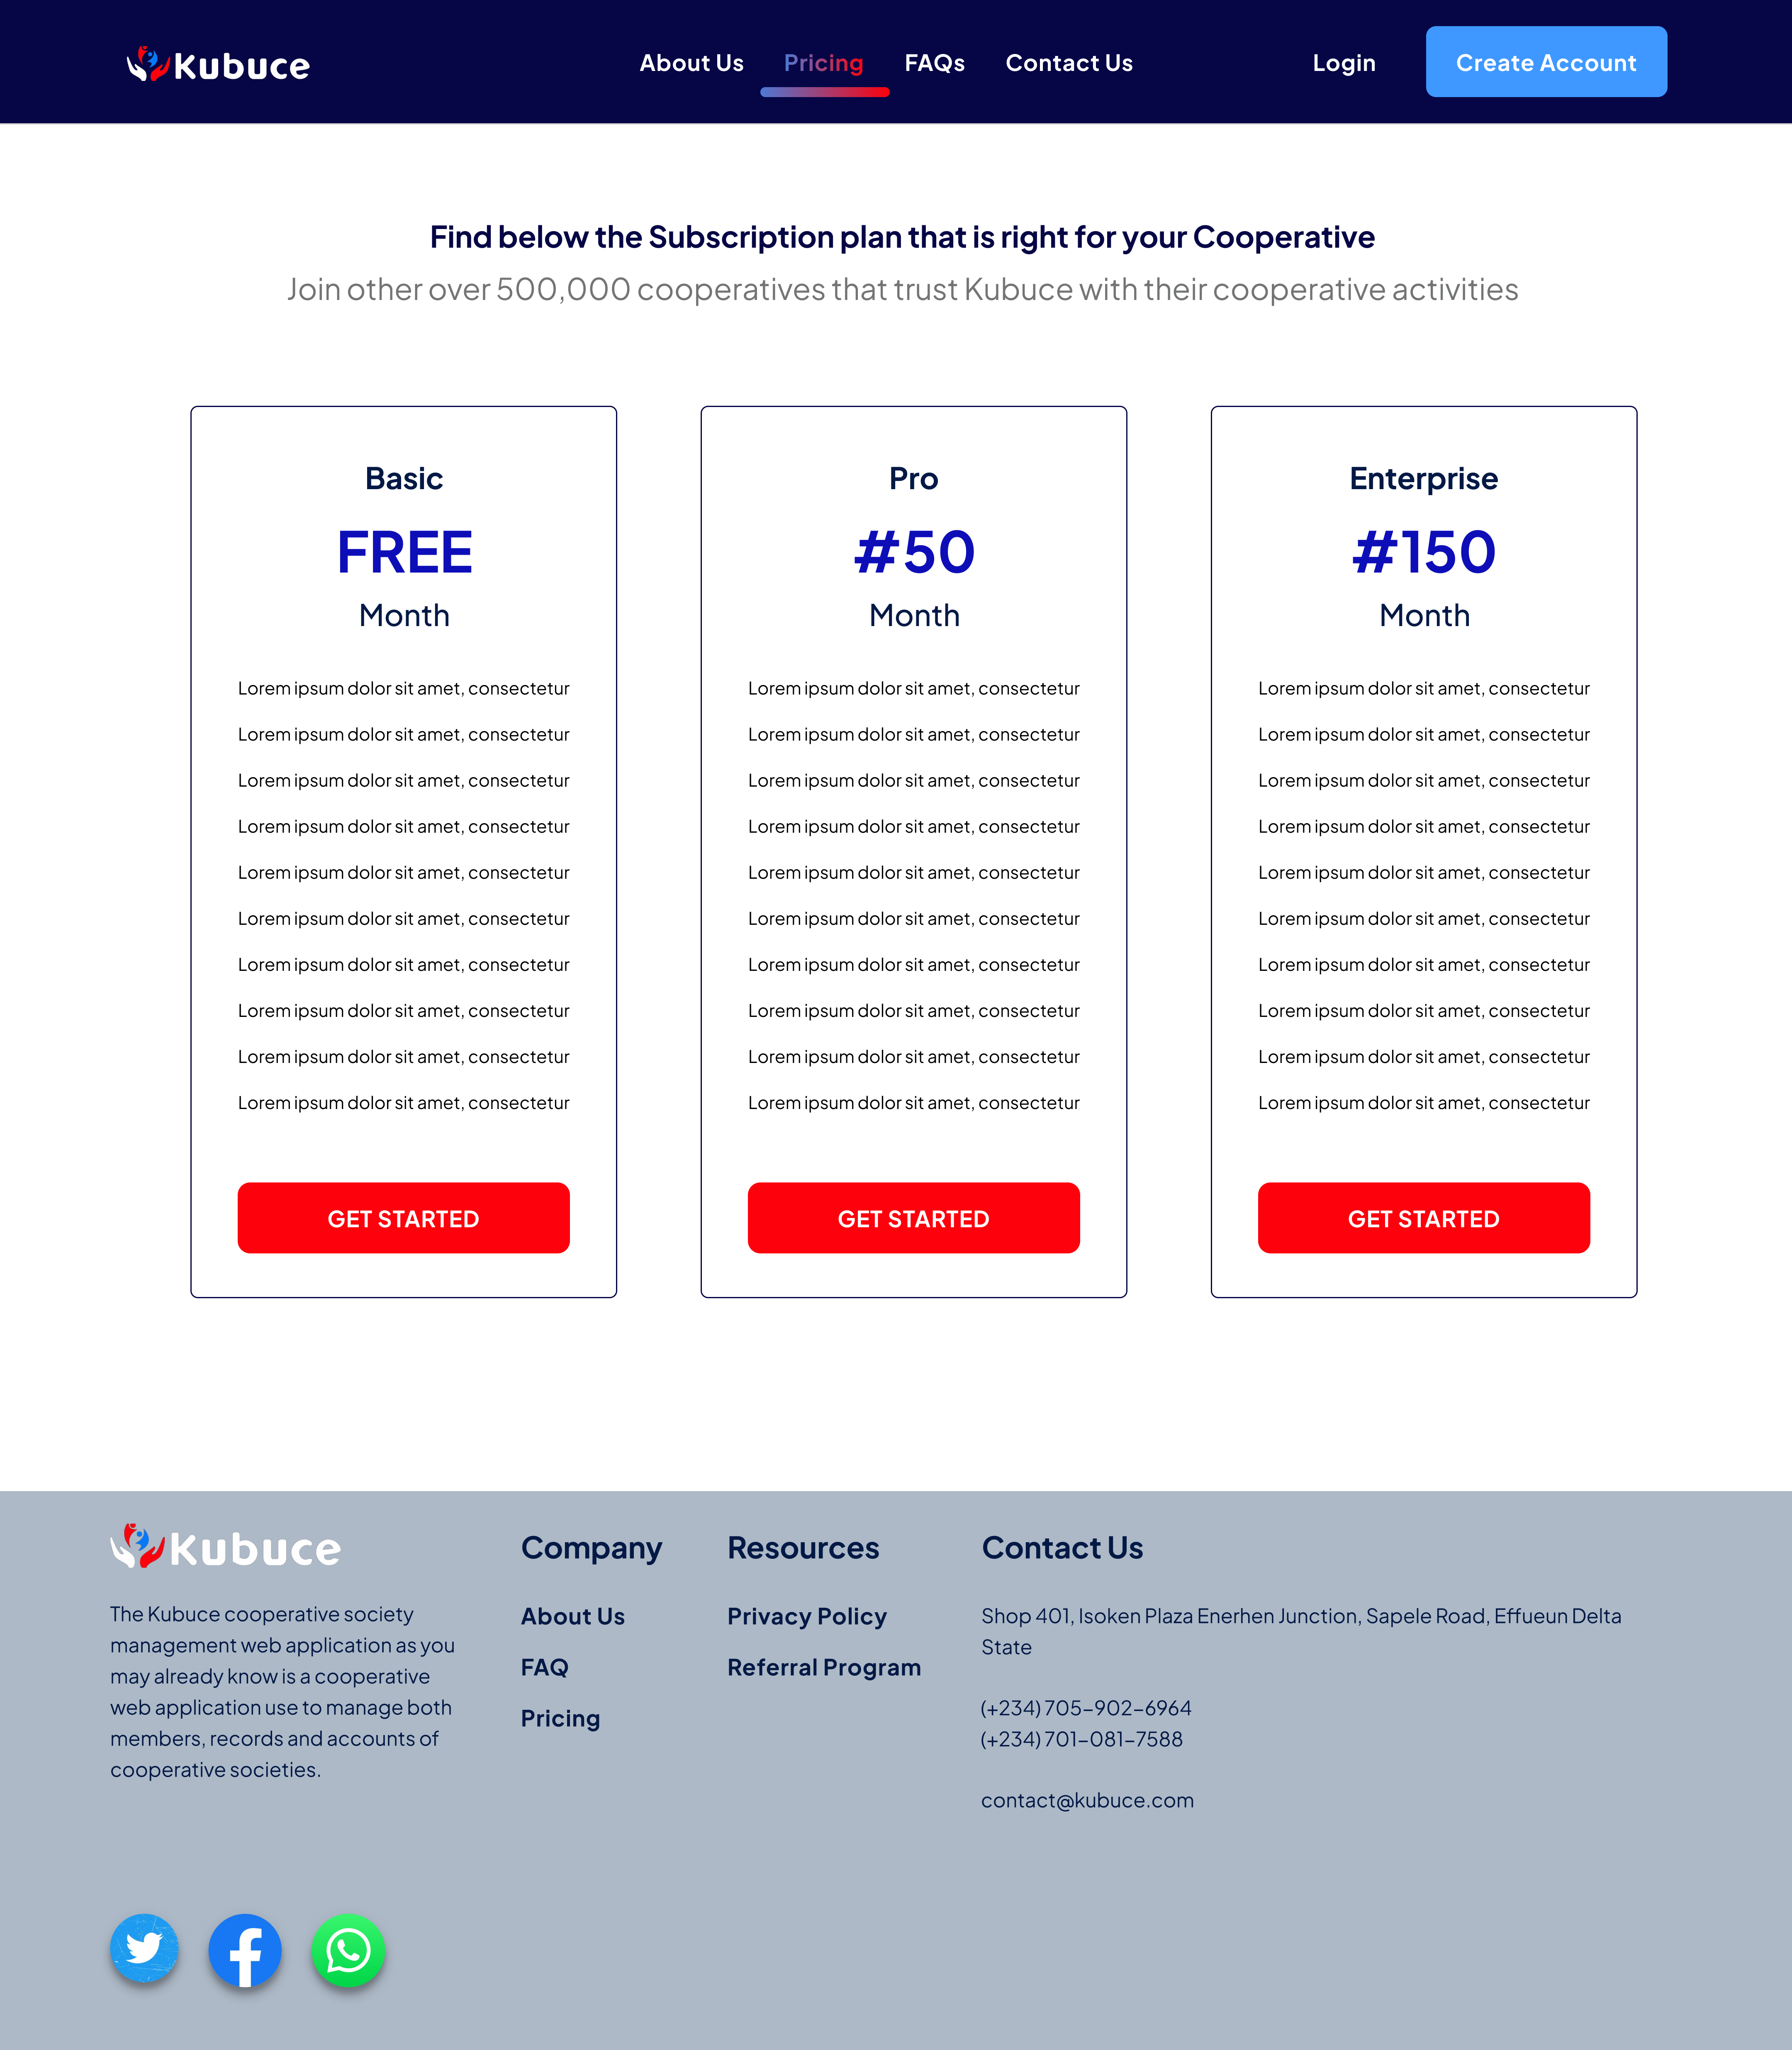 Kubuce
About Us Pricing FAQs Contact Us Login Create Account
Find below the Subscription plan that is right for your Cooperative
Join other over 500,000 cooperatives that trust Kubuce with their cooperative activities
Basic
FREE
Month
Lorem ipsum dolor sit amet, consectetur
Lorem ipsum dolor sit amet, consectetur
Lorem ipsum dolor sit amet, consectetur
Lorem ipsum dolor sit amet, consectetur
Lorem ipsum dolor sit amet, consectetur
Lorem ipsum dolor sit amet, consectetur
Lorem ipsum dolor sit amet, consectetur
Lorem ipsum dolor sit amet, consectetur
Lorem ipsum dolor sit amet, consectetur
Lorem ipsum dolor sit amet, consectetur
GET STARTED
Pro
#50
Month
Lorem ipsum dolor sit amet, consectetur
Lorem ipsum dolor sit amet, consectetur
Lorem ipsum dolor sit amet, consectetur
Lorem ipsum dolor sit amet, consectetur
Lorem ipsum dolor sit amet, consectetur
Lorem ipsum dolor sit amet, consectetur
Lorem ipsum dolor sit amet, consectetur
Lorem ipsum dolor sit amet, consectetur
Lorem ipsum dolor sit amet, consectetur
Lorem ipsum dolor sit amet, consectetur
GET STARTED
Enterprise
#150
Month
Lorem ipsum dolor sit amet, consectetur
Lorem ipsum dolor sit amet, consectetur
Lorem ipsum dolor sit amet, consectetur
Lorem ipsum dolor sit amet, consectetur
Lorem ipsum dolor sit amet, consectetur
Lorem ipsum dolor sit amet, consectetur
Lorem ipsum dolor sit amet, consectetur
Lorem ipsum dolor sit amet, consectetur
Lorem ipsum dolor sit amet, consectetur
Lorem ipsum dolor sit amet, consectetur
GET STARTED
Kubuce
The Kubuce cooperative society
management web application as you
may already know is a cooperative
web application use to manage both
members, records and accounts of
cooperative societies.
Company
About Us
FAQ
Pricing
Resources
Privacy Policy
Referral Program
Contact Us
Shop 401, Isoken Plaza Enerhen Junction, Sapele Road, Effueun Delta
State
(+234) 705-902-6964
(+234) 701-081-7588
contact@kubuce.com